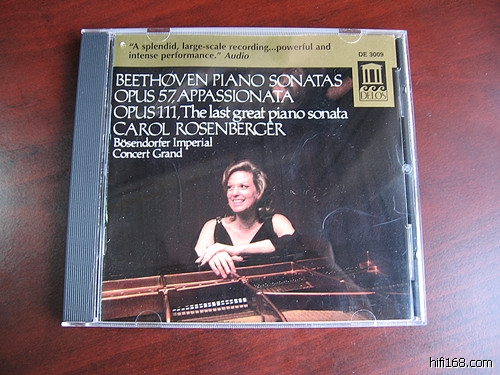 "A splendid, large-scale recording...powerful and
intense performance." Audio
DE 3009
DELOS
BEETHOVEN PIANO SONATAS
OPUS 57, APPASSIONATA
OPUS 111, The last great piano sonata
CAROL ROSENBERGER
Bösendorfer Imperial
Concert Grand
hifi168.com